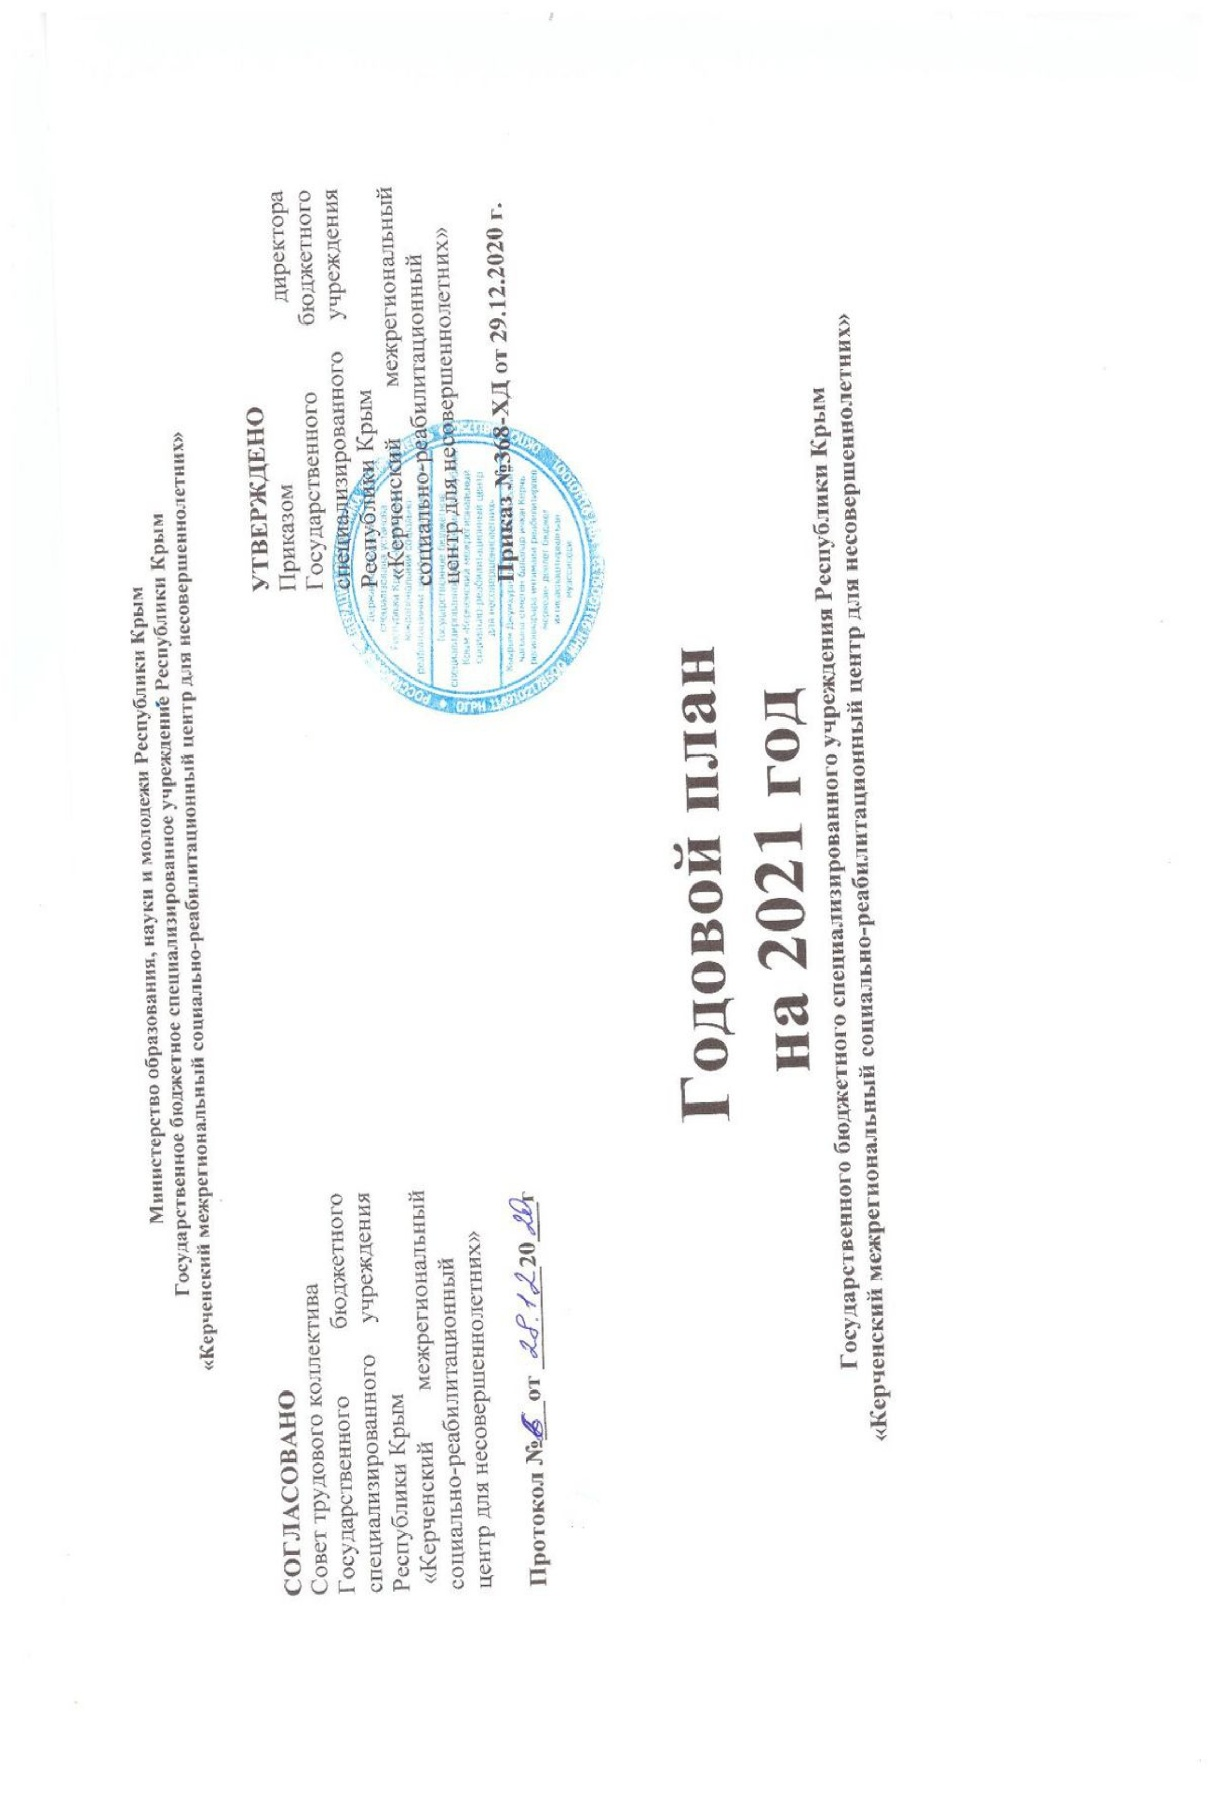 Министерство образования, науки и молодежи Республики Крым
Государственное бюджетное специализированное учреждение Республики Крым
«Керченский межрегиональный социально-реабилитационный центр для несовершеннолетних»
СОГЛАСОВАНО
Совет трудового коллектива
Государственного бюджетного
специализированного учреждения
Республики Крым
«Керченский межрегиональный
социально-реабилитационный
центр для несовершеннолетних»
Протокол № от 28.12 2020г
УТВЕРЖДЕНО
Приказом директора
Государственного бюджетного
специализированного учреждения
Республики Крым
«Керченский межрегиональный
социально-реабилитационный
центр для несовершеннолетних»
Приказ №368-ХД от 29.12.2020 г.
Годовой план
на 2021 год
Государственного бюджетного специализированного учреждения Республики Крым
«Керченский межрегиональный социально-реабилитационный центр для несовершеннолетних»